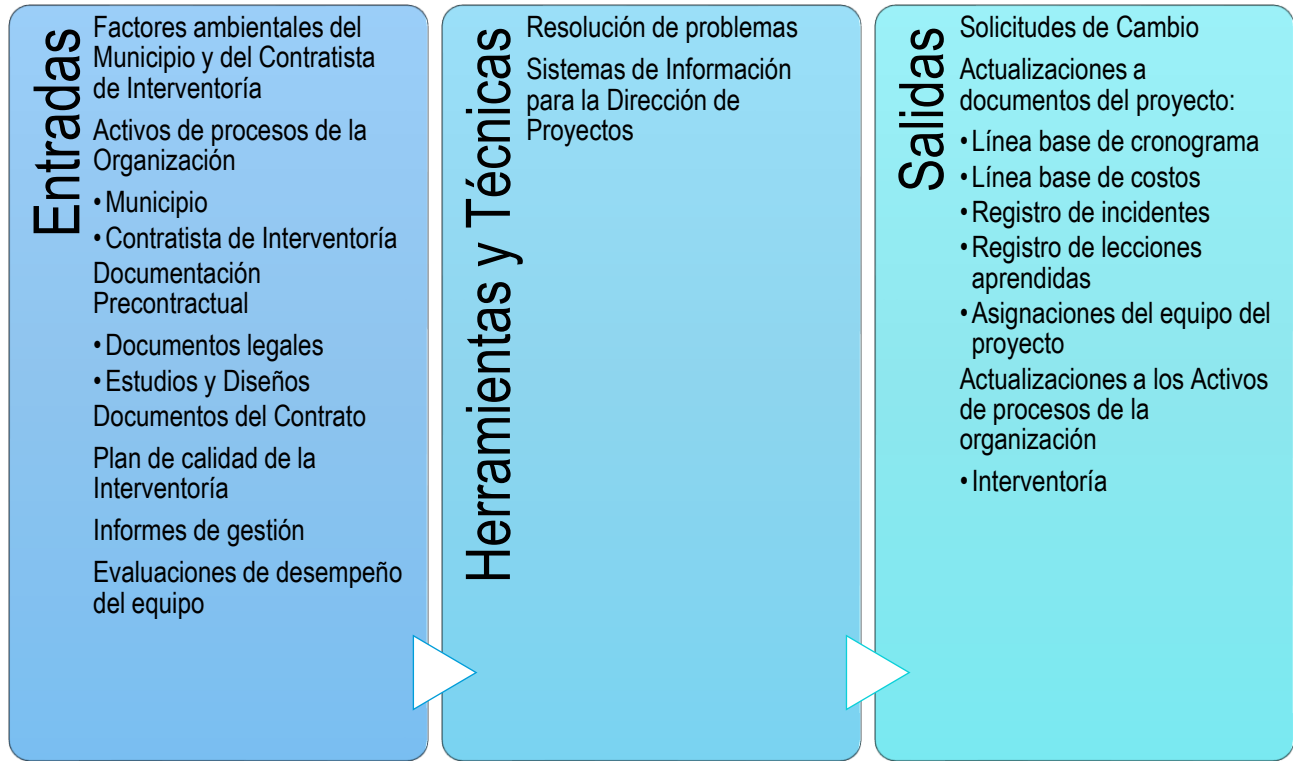 Entradas
Factores ambientales del
Municipio y del Contratista
de Interventoría
Activos de procesos de la
Organización
• Municipio
• Contratista de Interventoría
Documentación
Precontractual
• Documentos legales
• Estudios y Diseños
Documentos del Contrato
Plan de calidad de la
Interventoría
Informes de gestión
Evaluaciones de desempeño
del equipo
Herramientas y Técnicas
Resolución de problemas
Sistemas de Información
para la Dirección de
Proyectos
Salidas
Solicitudes de Cambio
Actualizaciones a
documentos del proyecto:
• Línea base de cronograma
• Línea base de costos
• Registro de incidentes
• Registro de lecciones
aprendidas
• Asignaciones del equipo del
proyecto
Actualizaciones a los Activos
de procesos de la
organización
• Interventoría